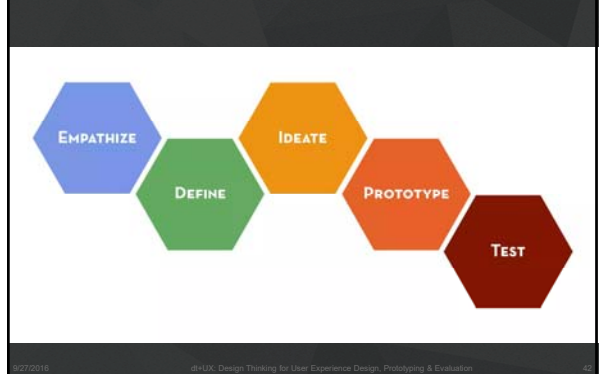 EMPATHIZE
DEFINE
IDEATE
PROTOTYPE
TEST
9/27/2016
dt+UX: Design Thinking for User Experience Design, Prototyping & Evaluation
42